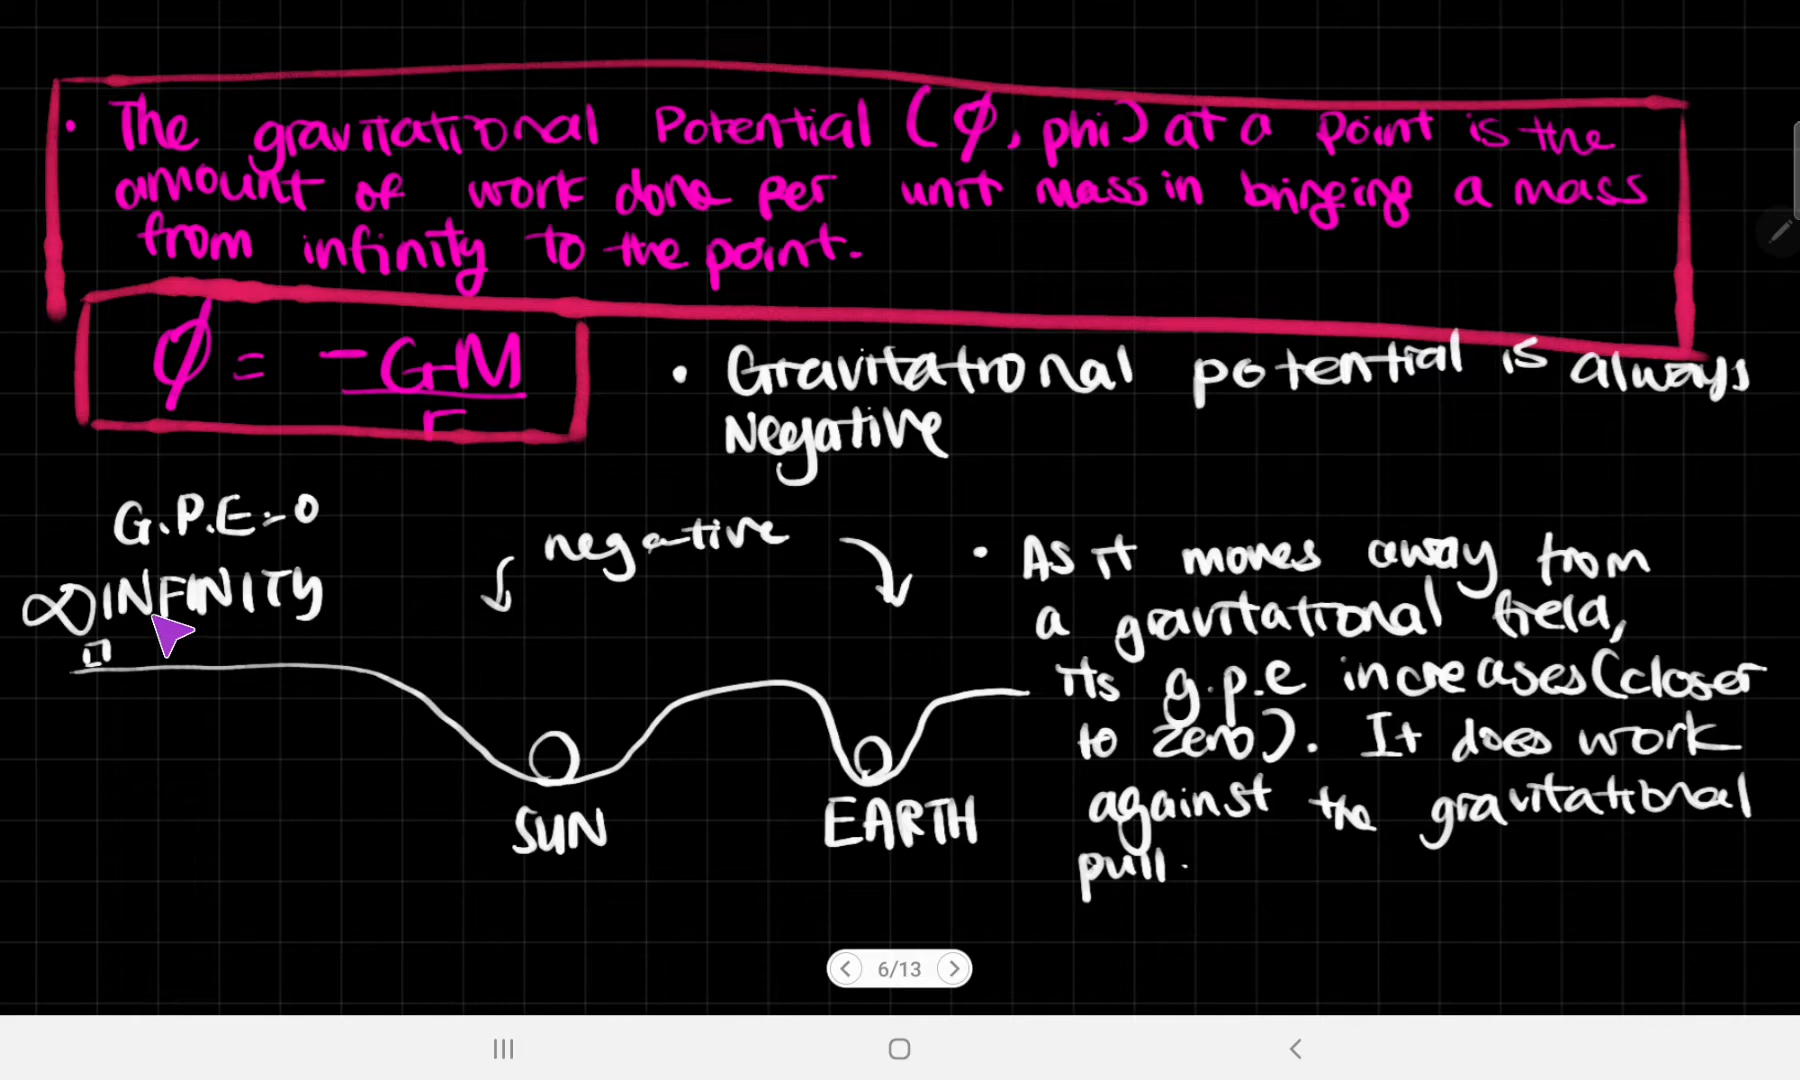 • The gravitational Potential (Ø, phi) at a point is the
amount of work done per unit mass in bringing a mass
from infinity to the point.
Ø = -GM
r
• Gravitational potential is always
Negative
G.P.E=0
∞ INFINITY
negative
SUN
EARTH
• As it moves away from
a gravitational field,
its g.p.e increases (closer
to zero). It does work
against the gravitational
pull.
6/13